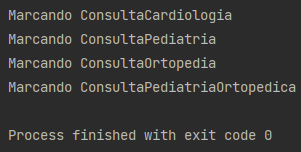 Marcando ConsultaCardiologia
Marcando ConsultaPediatria
Marcando ConsultaOrtopedia
Marcando ConsultaPediatriaOrtopedica
Process finished with exit code 0